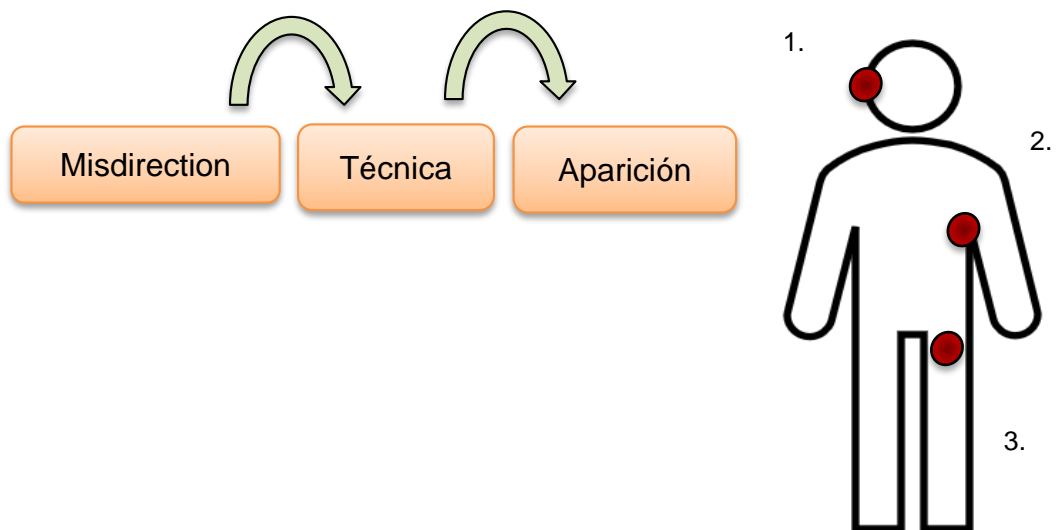 Misdirection
Técnica
Aparición
1.
2.
3.